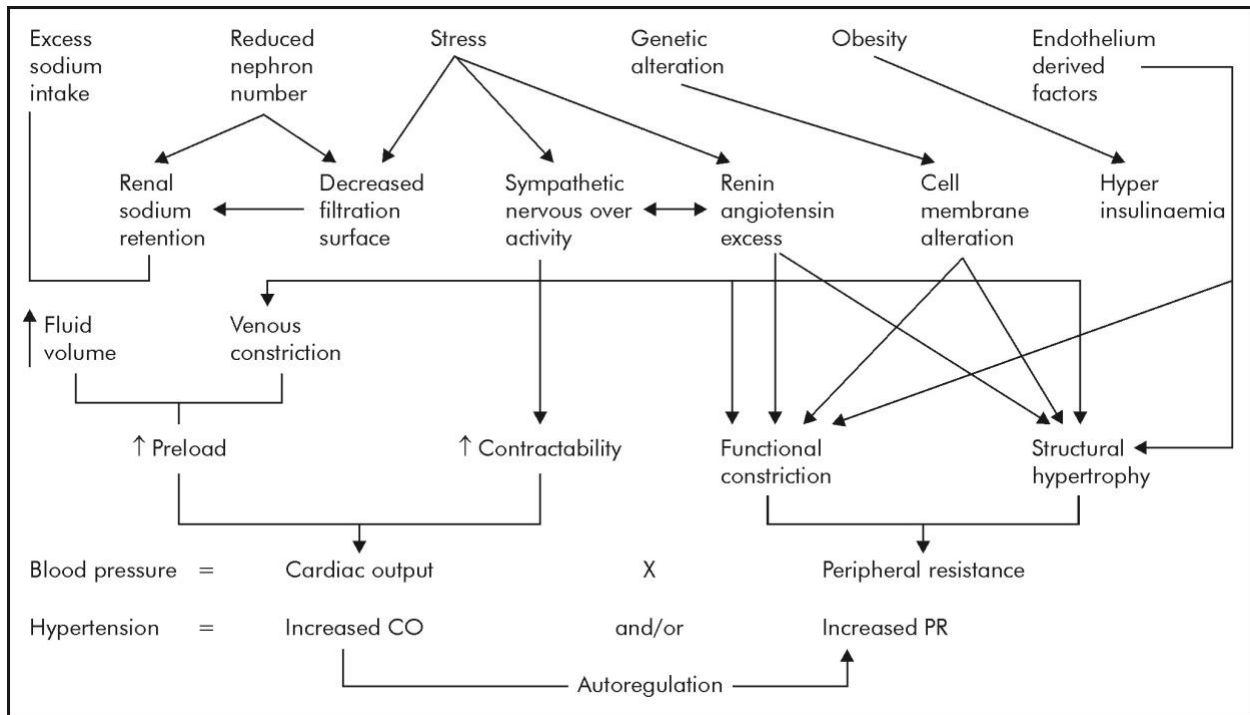 Excess
sodium
intake
Reduced
nephron
number
Stress
Genetic
alteration
Obesity
Endothelium
derived
factors
Renal
sodium
retention
Decreased
filtration
surface
Sympathetic
nervous over
activity
Renin
angiotensin
excess
Cell
membrane
alteration
Hyper
insulinaemia
Fluid
volume
Venous
constriction
↑ Preload
↑ Contractability
Functional
constriction
Structural
hypertrophy
Blood pressure = Cardiac output X Peripheral resistance
Hypertension = Increased CO and/or Increased PR
Autoregulation